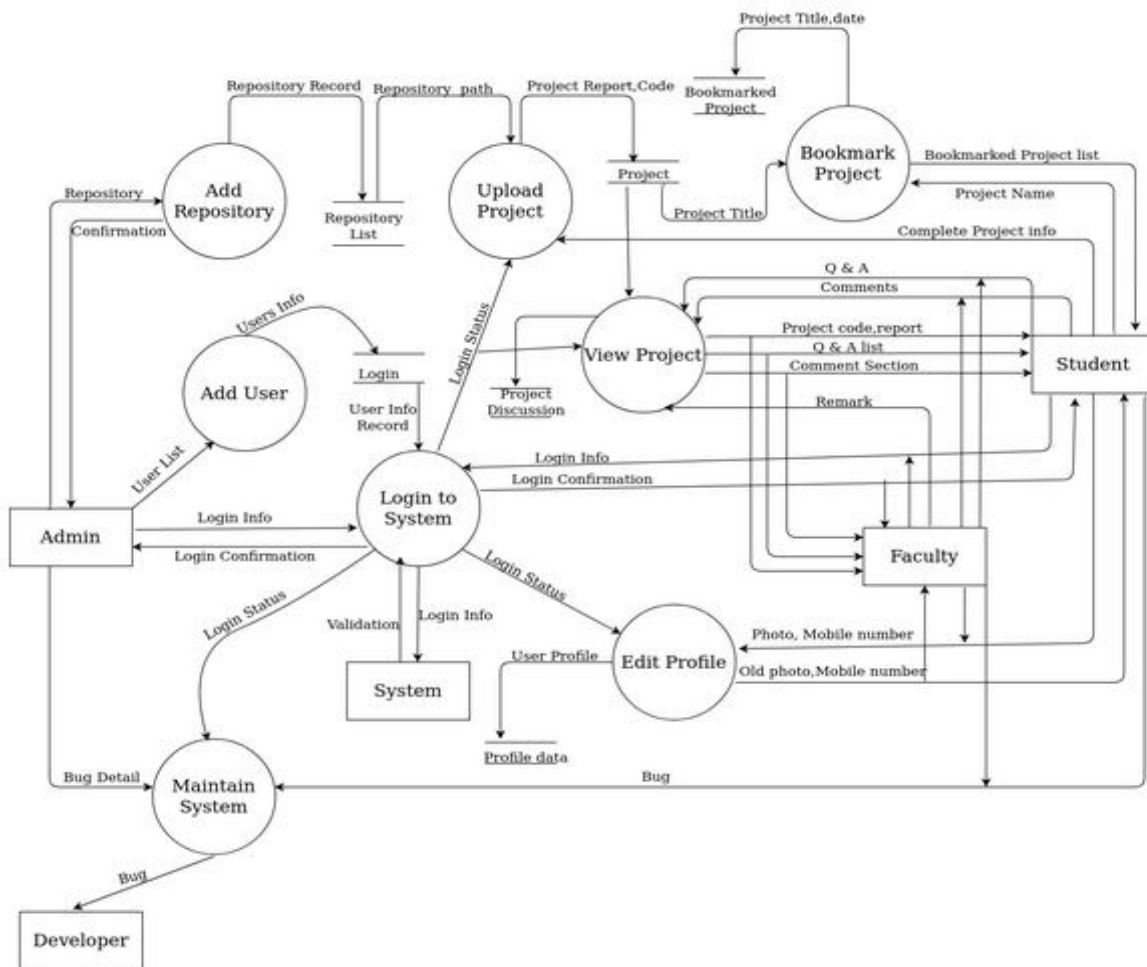 Project Title,date
Repository Record
Repository path
Project Report,Code
Bookmarked
Project
Bookmark
Project
Bookmarked Project list
Project Name
Add
Repository
Upload
Project
Project
Repository
Confirmation
Repository
List
Project Title
Complete Project info
Q & A
Comments
Users Info
Login Status
View Project
Project code,report
Q & A list
Comment Section
Student
Add User
Login
User Info
Record
Project
Discussion
Remark
User List
Login Info
Login Confirmation
Login to
System
Admin
Login Info
Login Confirmation
Faculty
Login Status
Login Status
Validation
Login Info
Photo, Mobile number
User Profile
Edit Profile
Old photo,Mobile number
System
Profile data
Bug Detail
Maintain
System
Bug
Bug
Developer